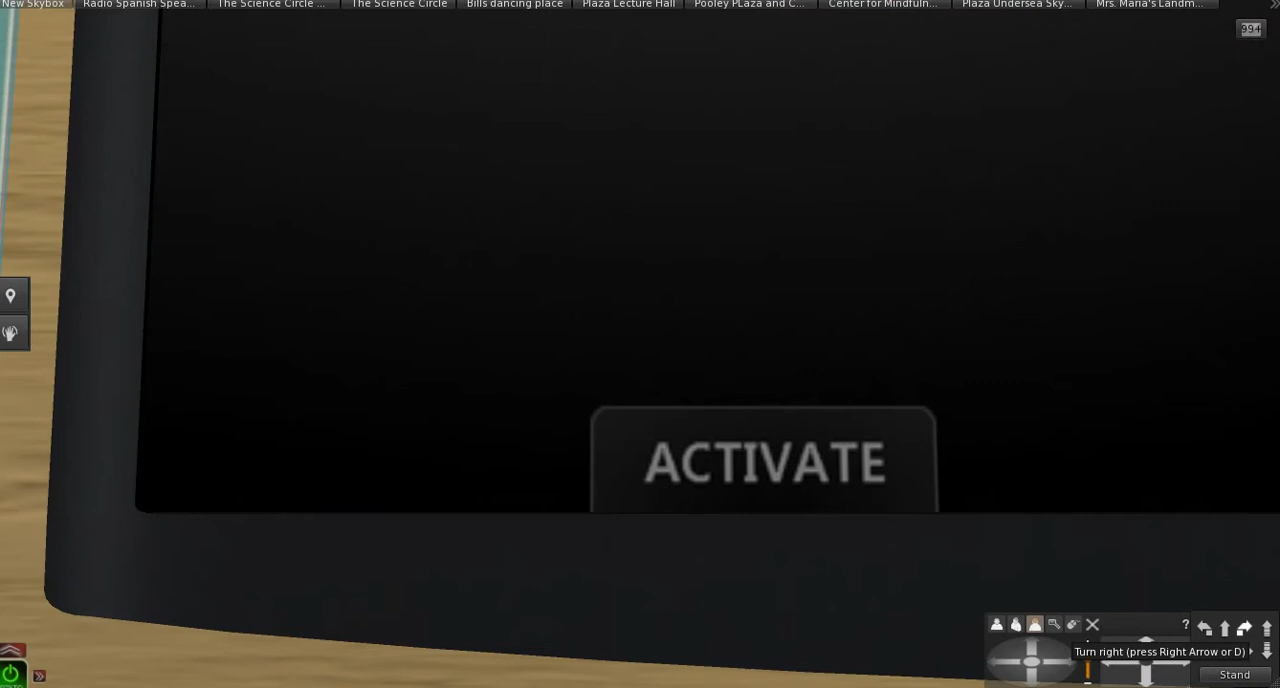 New Skybox
Radio Spanish Spea...
The Science Circle ...
The Science Circle
Bills dancing place
Plaza Lecture Hall
Pooley PLaza and C...
Center for Mindfuln...
Plaza Undersea Sky...
Mrs. Maria's Landm...
99+
ACTIVATE
?
Turn right (press Right Arrow or D)
Stand